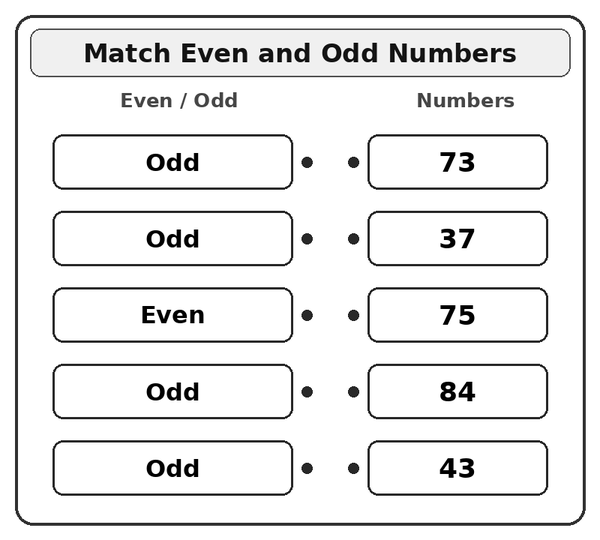 Match Even and Odd Numbers
Even / Odd Numbers
Odd 73
Odd 37
Even 75
Odd 84
Odd 43